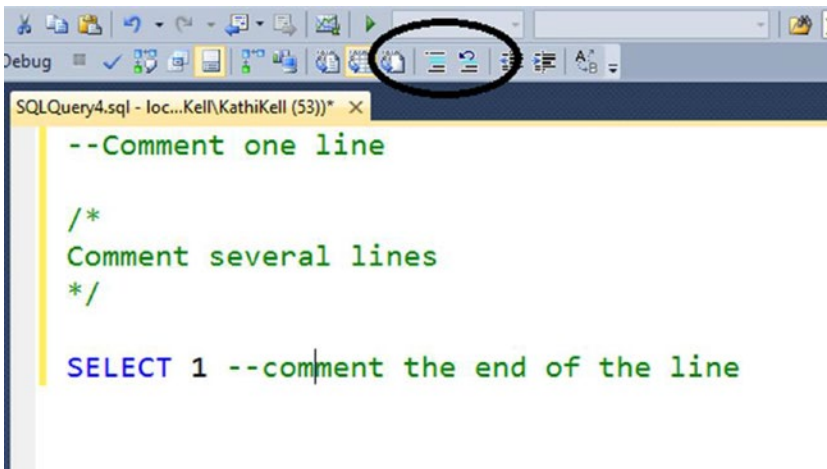 Debug
SQLQuery4.sql - loc...Kell\KathiKell (53))*
--Comment one line
/*
Comment several lines
*/
SELECT 1 --comment the end of the line